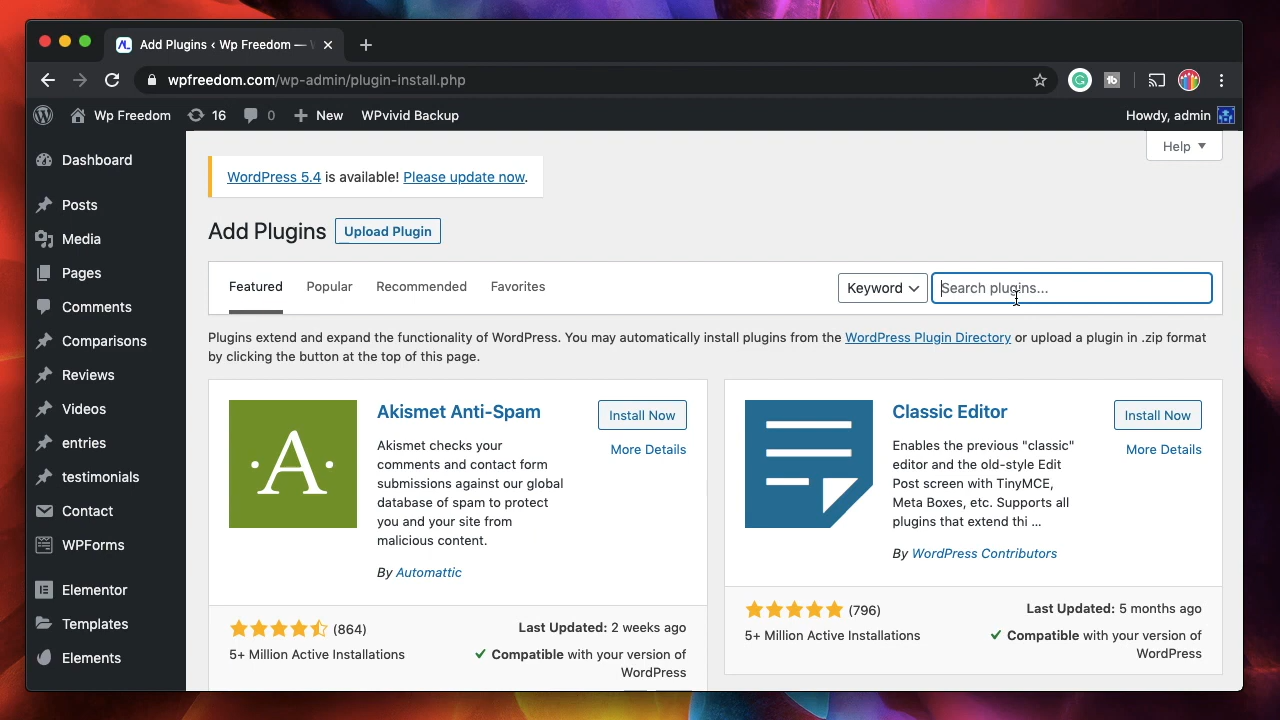 Add Plugins ‹ Wp Freedom —
wpfreedom.com/wp-admin/plugin-install.php
Wp Freedom 16 0 New WPvivid Backup Howdy, admin
Help
Dashboard
Posts
Media
Pages
Comments
Comparisons
Reviews
Videos
entries
testimonials
Contact
WPForms
Elementor
Templates
Elements
WordPress 5.4 is available! Please update now.
Add Plugins Upload Plugin
Featured Popular Recommended Favorites Keyword Search plugins...
Plugins extend and expand the functionality of WordPress. You may automatically install plugins from the WordPress Plugin Directory or upload a plugin in .zip format
by clicking the button at the top of this page.
Akismet Anti-Spam
Install Now
More Details
Akismet checks your
comments and contact form
submissions against our global
database of spam to protect
you and your site from
malicious content.
By Automattic
(864)
5+ Million Active Installations
Last Updated: 2 weeks ago
Compatible with your version of
WordPress
Classic Editor
Install Now
More Details
Enables the previous "classic"
editor and the old-style Edit
Post screen with TinyMCE,
Meta Boxes, etc. Supports all
plugins that extend thi ...
By WordPress Contributors
(796)
5+ Million Active Installations
Last Updated: 5 months ago
Compatible with your version of
WordPress